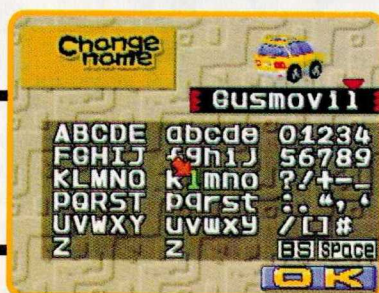 Change
name
Gusmovil
ABCDE abcde 01234
FGHIJ fghij 56789
KLMNO klmno ?/+-_
PQRST pqrst :.",'
UVWXY uvwxy /[]#
Z z BS SPACE
OK